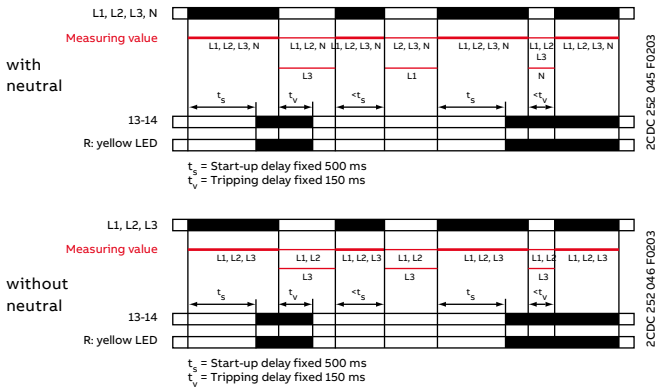 L1, L2, L3, N
Measuring value
L1, L2, L3, N
L1, L2, N
L1, L2, L3, N
L2, L3, N
L1, L2, L3, N
L1, L2
L3
L1, L2, L3, N
L3
L1
N
with
neutral
ts
tv
<ts
ts
<tv
13-14
R: yellow LED
ts = Start-up delay fixed 500 ms
tv = Tripping delay fixed 150 ms
2CDC 252 045 F0203
L1, L2, L3
Measuring value
L1, L2, L3
L1, L2
L1, L2, L3
L1, L2
L1, L2, L3
L1, L2
L1, L2, L3
L3
L3
L3
without
neutral
ts
tv
<ts
ts
<tv
13-14
R: yellow LED
ts = Start-up delay fixed 500 ms
tv = Tripping delay fixed 150 ms
2CDC 252 046 F0203